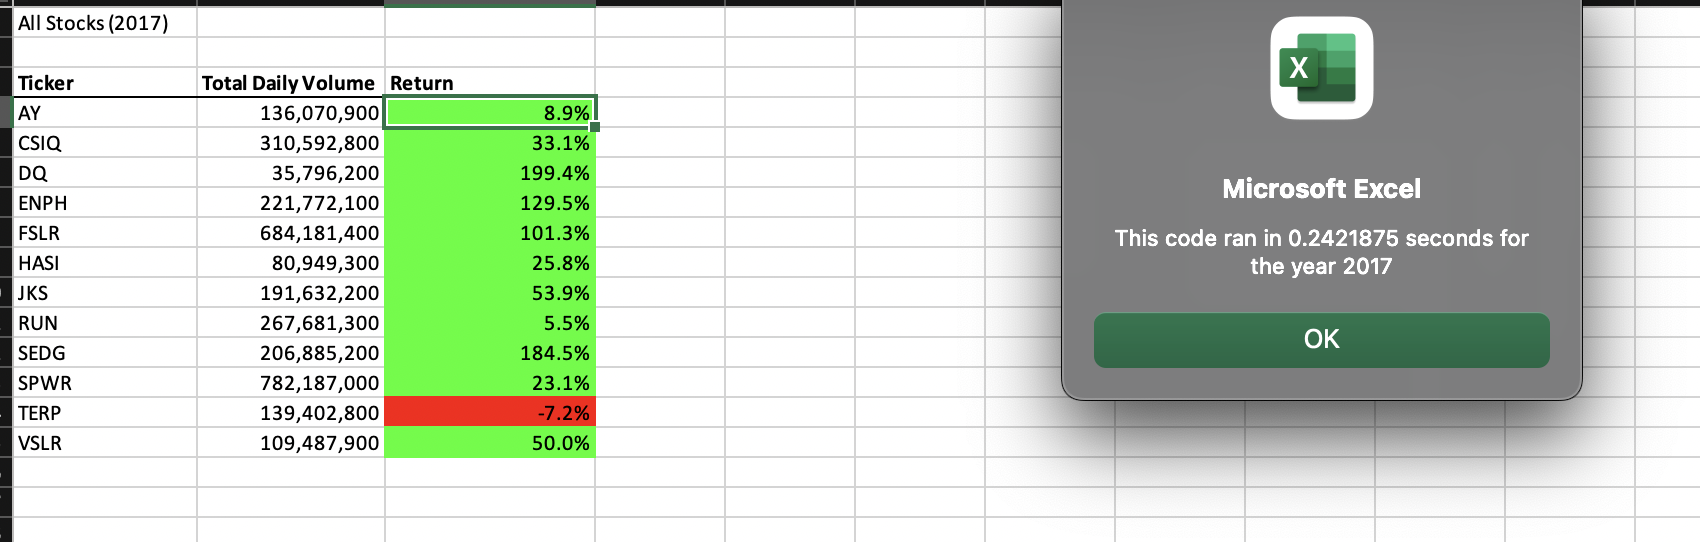 All Stocks (2017)
Ticker Total Daily Volume Return
AY 136,070,900 8.9%
CSIQ 310,592,800 33.1%
DQ 35,796,200 199.4%
ENPH 221,772,100 129.5%
FSLR 684,181,400 101.3%
HASI 80,949,300 25.8%
JKS 191,632,200 53.9%
RUN 267,681,300 5.5%
SEDG 206,885,200 184.5%
SPWR 782,187,000 23.1%
TERP 139,402,800 -7.2%
VSLR 109,487,900 50.0%
X
Microsoft Excel
This code ran in 0.2421875 seconds for
the year 2017
OK